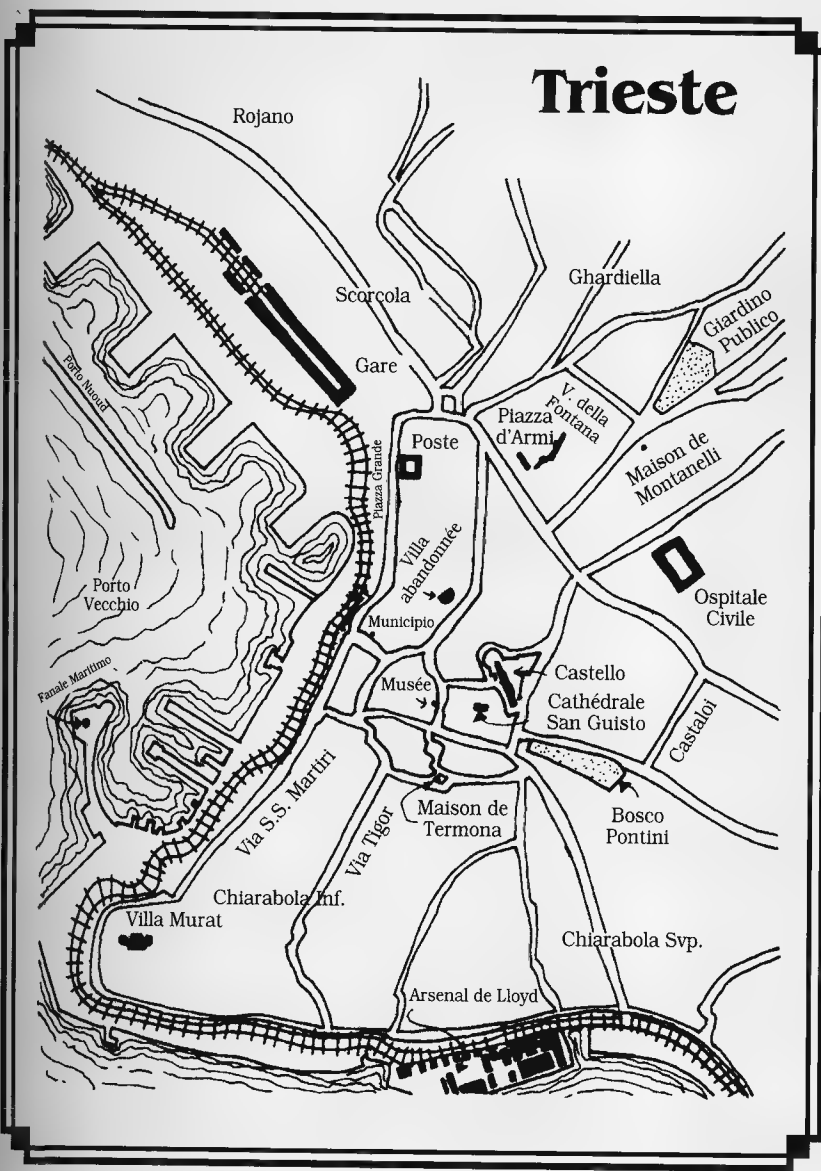 Trieste
Rojano
Scorcola
Ghardiella
Giardino
Publico
Gare
Porto Nuoud
V. della
Fontana
Piazza
d'Armi
Poste
Piazza Grande
Maison de
Montanelli
Villa
abandonnée
Porto
Vecchio
Ospitale
Civile
Municipio
Fanale Maritimo
Musée
Castello
Cathédrale
San Guisto
Castaloi
Via S.S. Martiri
Maison de
Termona
Bosco
Pontini
Via Tigor
Chiarabola Inf.
Villa Murat
Chiarabola Svp.
Arsenal de Lloyd